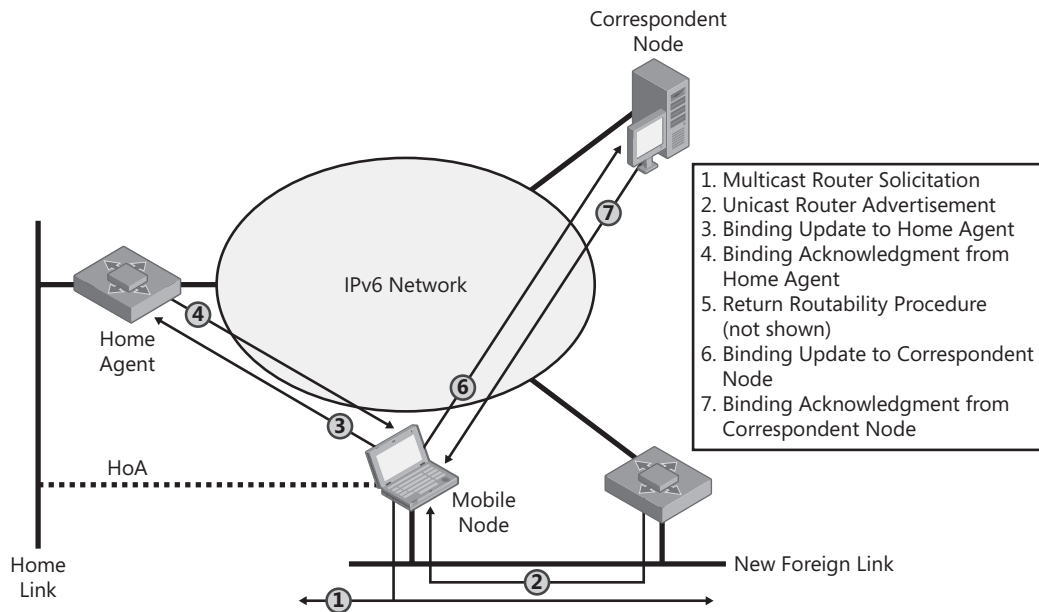 Correspondent
Node
7
1. Multicast Router Solicitation
2. Unicast Router Advertisement
3. Binding Update to Home Agent
4. Binding Acknowledgment from
Home Agent
5. Return Routability Procedure
(not shown)
6. Binding Update to Correspondent
Node
7. Binding Acknowledgment from
Correspondent Node
IPv6 Network
4
Home
Agent
6
3
HoA
Mobile
Node
Home
Link
New Foreign Link
2
1